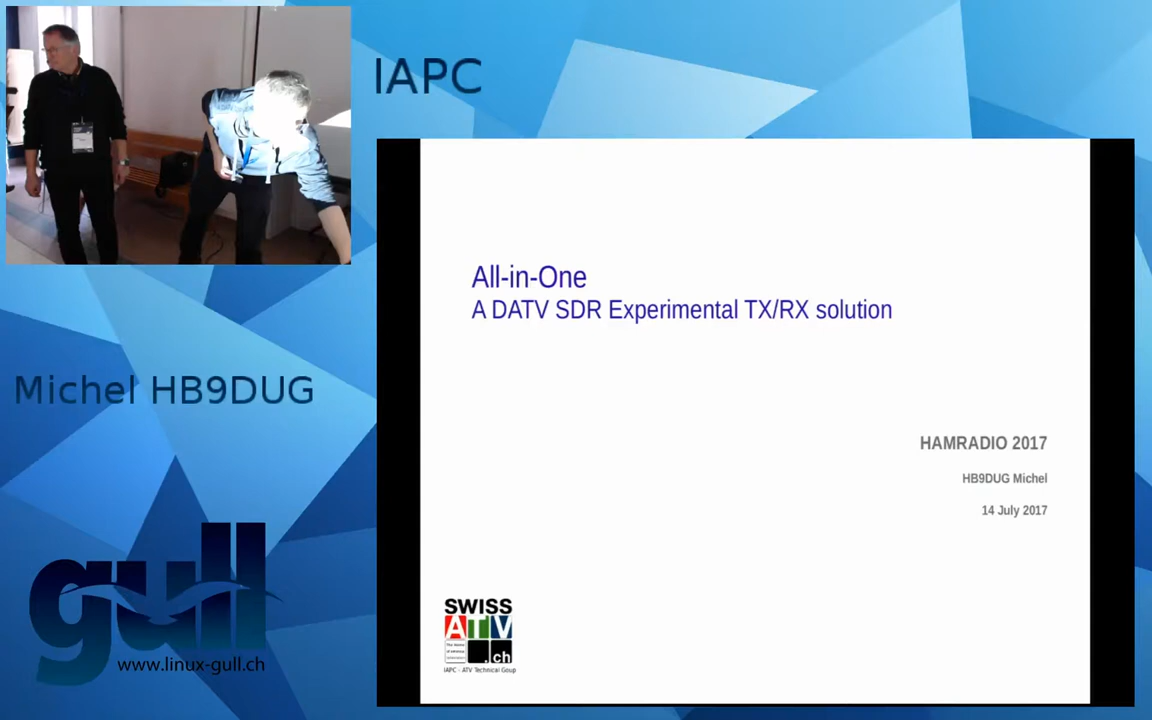 IAPC
All-in-One
A DATV SDR Experimental TX/RX solution
Michel HB9DUG
HAMRADIO 2017
HB9DUG Michel
14 July 2017
gull
www.linux-gull.ch
SWISS
ATV
.ch
IAPC - ATV Technical Group